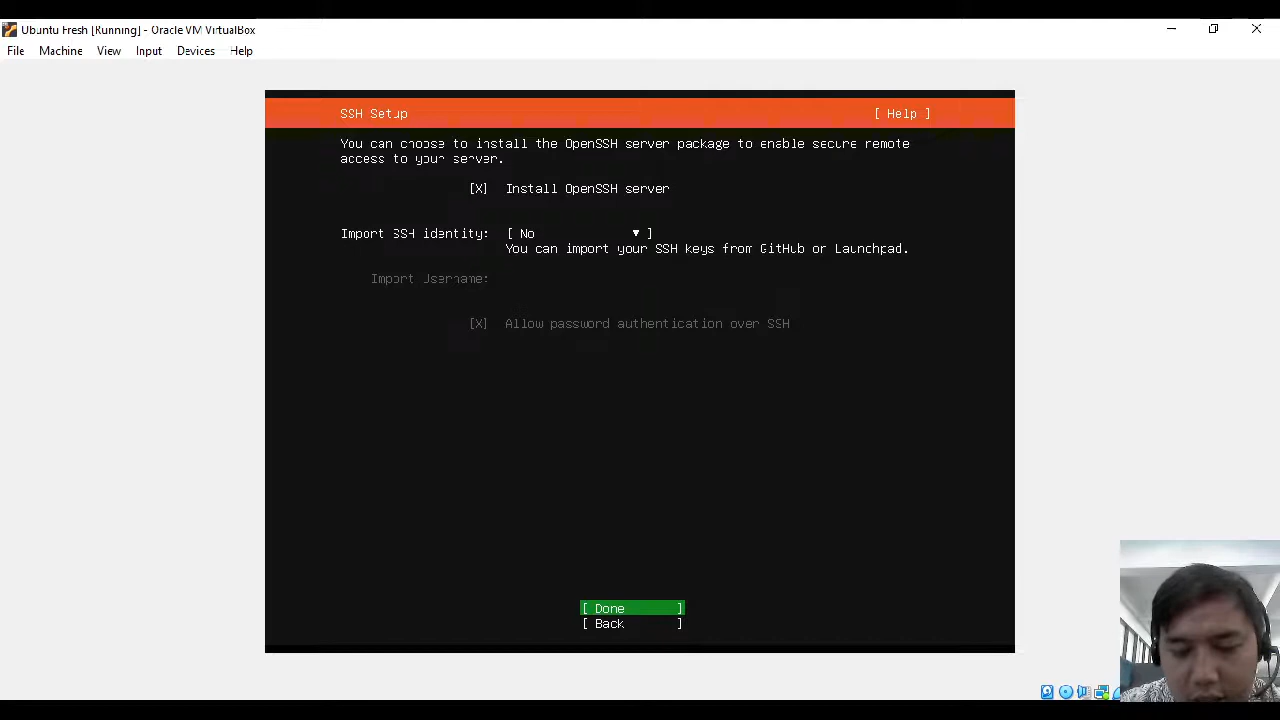 Ubuntu Fresh [Running] - Oracle VM VirtualBox
File Machine View Input Devices Help
SSH Setup [ Help ]
You can choose to install the OpenSSH server package to enable secure remote
access to your server.
[X] Install OpenSSH server
Import SSH identity: [ No ▼ ]
You can import your SSH keys from GitHub or Launchpad.
Import Username:
[X] Allow password authentication over SSH
[ Done ]
[ Back ]